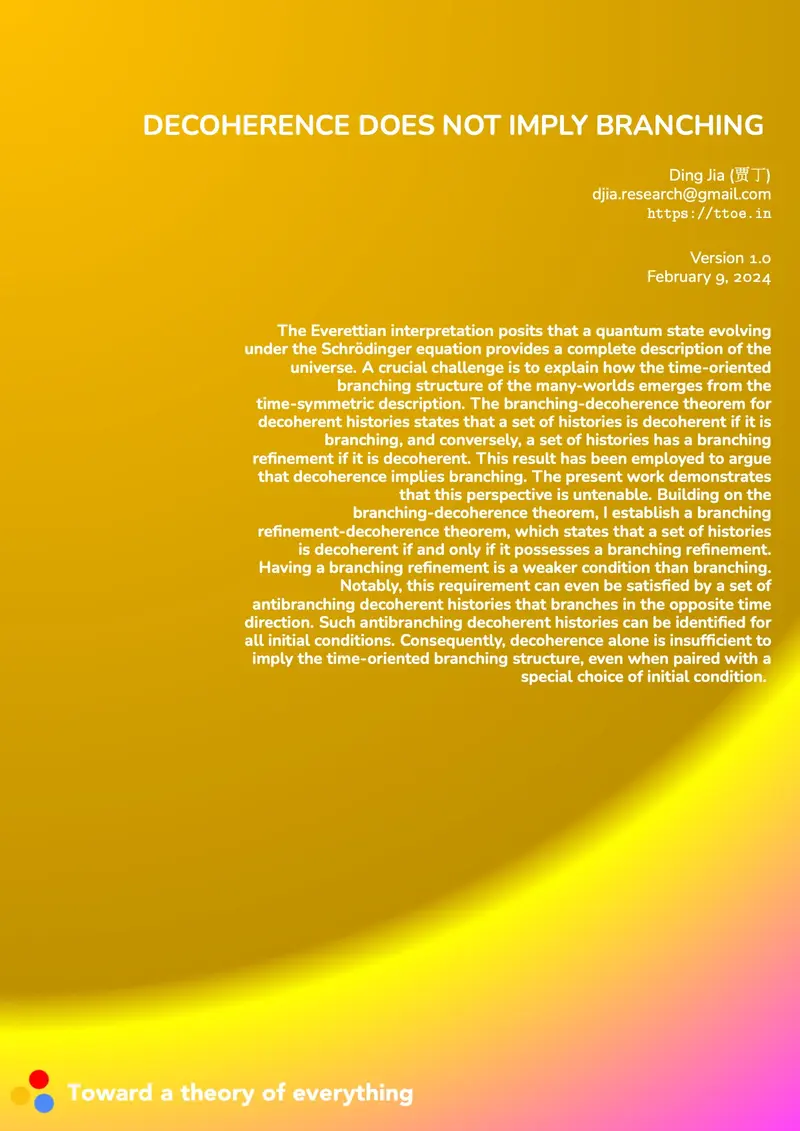 DECOHERENCE DOES NOT IMPLY BRANCHING
Ding Jia (贾丁)
djia.research@gmail.com
https://ttoe.in
Version 1.0
February 9, 2024
The Everettian interpretation posits that a quantum state evolving
under the Schrödinger equation provides a complete description of the
universe. A crucial challenge is to explain how the time-oriented
branching structure of the many-worlds emerges from the
time-symmetric description. The branching-decoherence theorem for
decoherent histories states that a set of histories is decoherent if it is
branching, and conversely, a set of histories has a branching
refinement if it is decoherent. This result has been employed to argue
that decoherence implies branching. The present work demonstrates
that this perspective is untenable. Building on the
branching-decoherence theorem, I establish a branching
refinement-decoherence theorem, which states that a set of histories
is decoherent if and only if it possesses a branching refinement.
Having a branching refinement is a weaker condition than branching.
Notably, this requirement can even be satisfied by a set of
antibranching decoherent histories that branches in the opposite time
direction. Such antibranching decoherent histories can be identified for
all initial conditions. Consequently, decoherence alone is insufficient to
imply the time-oriented branching structure, even when paired with a
special choice of initial condition.
Toward a theory of everything